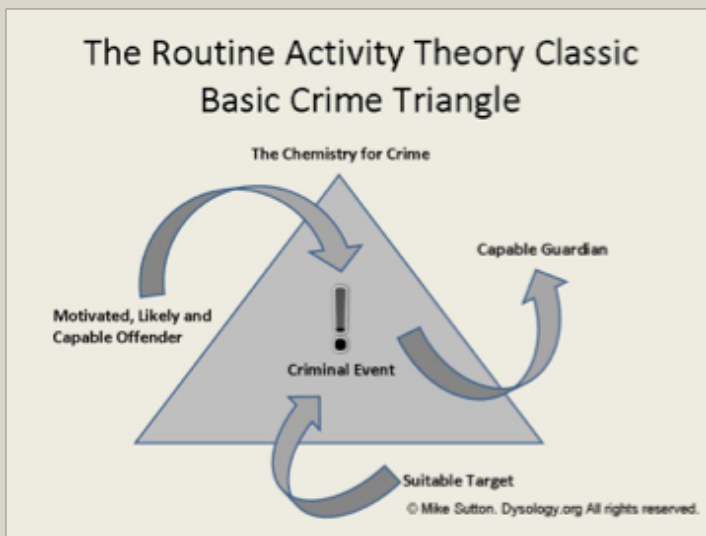 The Routine Activity Theory Classic
Basic Crime Triangle
The Chemistry for Crime
Capable Guardian
Motivated, Likely and
Capable Offender
!
Criminal Event
Suitable Target
© Mike Sutton. Dysology.org All rights reserved.